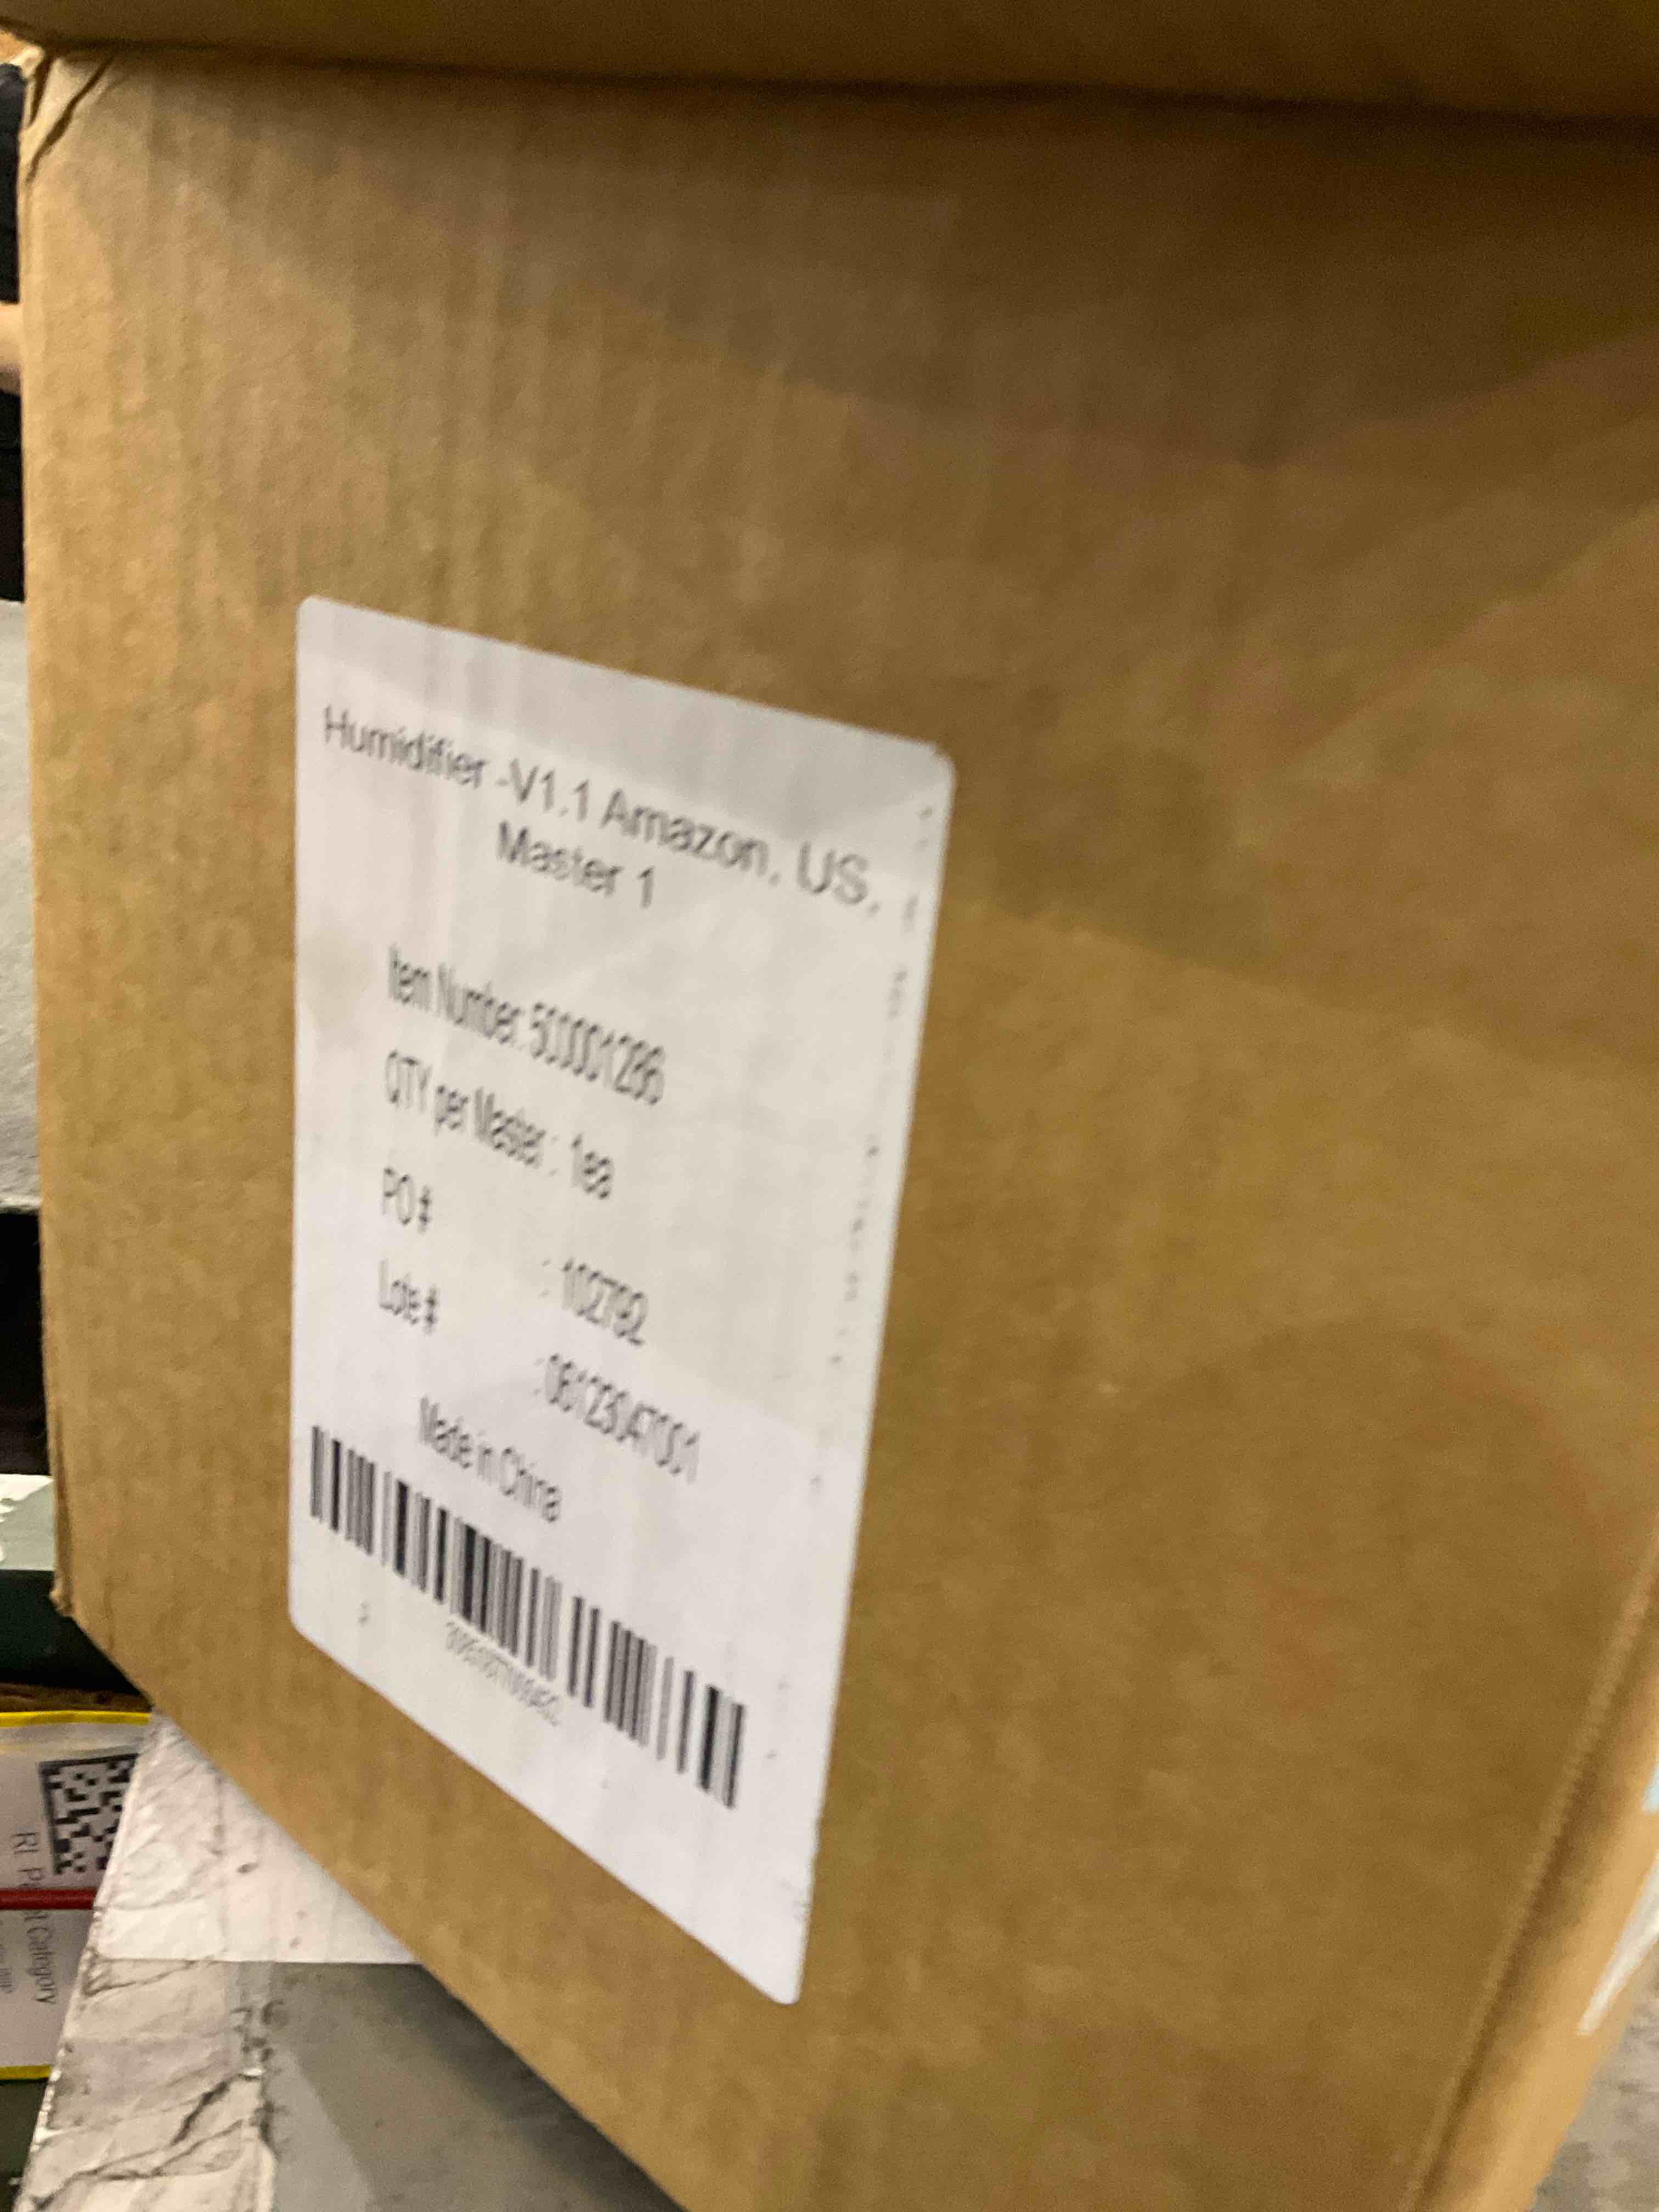 Humidifier -V1.1 Amazon, US,
Master 1
Item Number: 500001286
QTY per Master : 1ea
PO # : 102792
Lote #
Made in China
Category